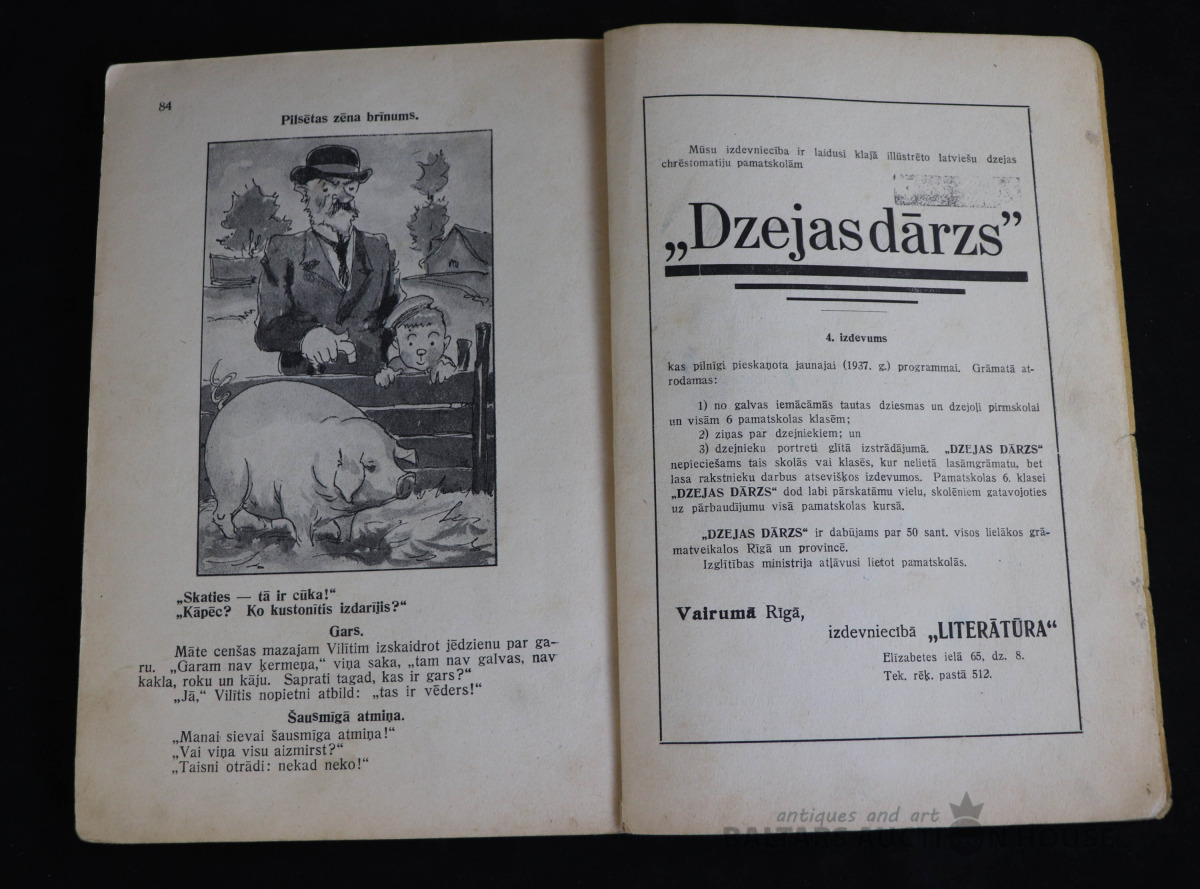 84
Pilsētas zēna brīnums.
„Skaties — tā ir cūka!“
„Kāpēc? Ko kustonītis izdarījis?“
Gars.
Māte cenšas mazajam Vilītim izskaidrot jēdzienu par ga-
ru. „Garam nav ķermeņa,“ viņa saka, „tam nav galvas, nav
kakla, roku un kāju. Saprati tagad, kas ir gars?“
„Jā,“ Vilītis nopietni atbild: „tas ir vēders!“
Šausmīgā atmiņa.
„Manai sievai šausmīga atmiņa!“
„Vai viņa visu aizmirst?“
„Taisni otrādi: nekad neko!“
Mūsu izdevniecība ir laidusi klajā illūstrēto latviešu dzejas
chrēstomatiju pamatskolām
„Dzejas dārzs”
4. izdevums
kas pilnīgi pieskaņota jaunajai (1937. g.) programmai. Grāmatā at-
rodamas:
1) no galvas iemācāmās tautas dziesmas un dzejoļi pirmskolai
un visām 6 pamatskolas klasēm;
2) ziņas par dzejniekiem; un
3) dzejnieku portreti glītā izstrādājumā. „DZEJAS DĀRZS“
nepieciešams tais skolās vai klasēs, kur nelietā lasāmgrāmatu, bet
lasa rakstnieku darbus atsevišķos izdevumos. Pamatskolas 6. klasei
„DZEJAS DĀRZS“ dod labi pārskatāmu vielu, skolēniem gatavojoties
uz pārbaudījumu visā pamatskolas kursā.
„DZEJAS DĀRZS“ ir dabūjams par 50 sant. visos lielākos grā-
matveikalos Rīgā un provincē.
Izglītības ministrija atļāvusi lietot pamatskolās.
Vairumā Rīgā,
izdevniecībā „LITERĀTŪRA“
Elīzabetes ielā 65, dz. 8.
Tek. rēķ. pastā 512.
antiques and art
BALTARS AUCTION HOUSE